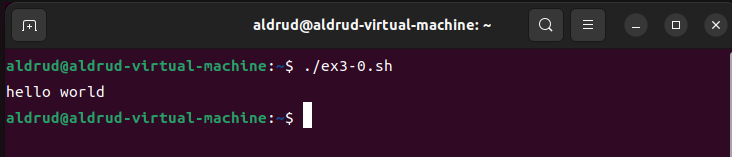 aldrud@aldrud-virtual-machine: ~
aldrud@aldrud-virtual-machine:~$ ./ex3-0.sh
hello world
aldrud@aldrud-virtual-machine:~$